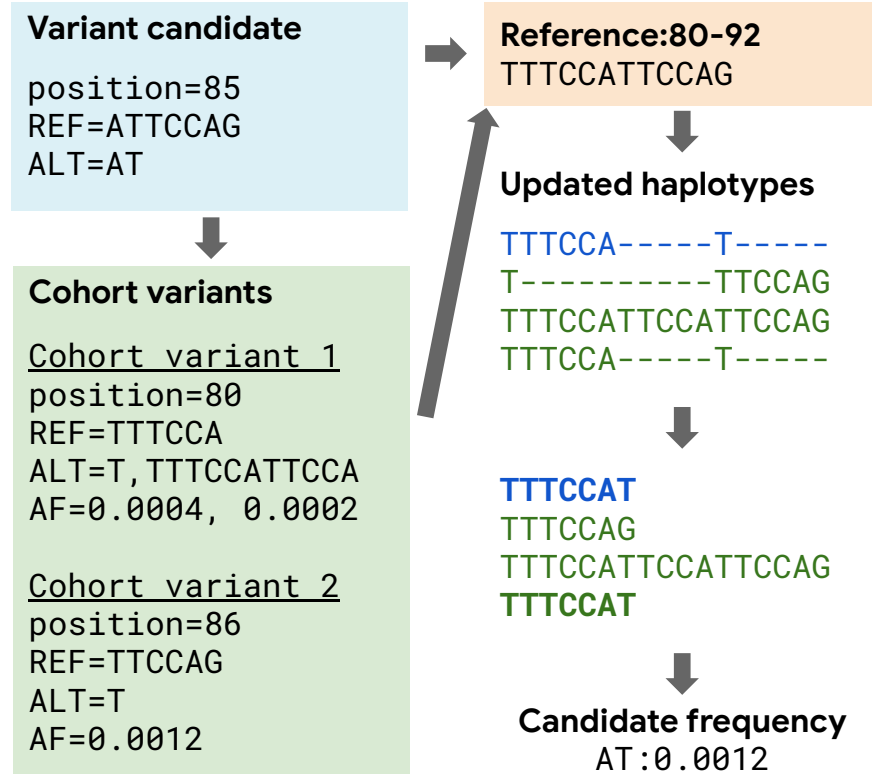 Variant candidate
position=85
REF=ATTCCAG
ALT=AT
Cohort variants
Cohort variant 1
position=80
REF=TTTCCA
ALT=T,TTTCCATTCCA
AF=0.0004, 0.0002
Cohort variant 2
position=86
REF=TTCCAG
ALT=T
AF=0.0012
Reference:80-92
TTTCCATTCCAG
Updated haplotypes
TTTCCA-----T-----
T----------TTCCAG
TTTCCATTCCATTCCAG
TTTCCA-----T-----
TTTCCAT
TTTCCAG
TTTCCATTCCATTCCAG
TTTCCAT
Candidate frequency
AT:0.0012